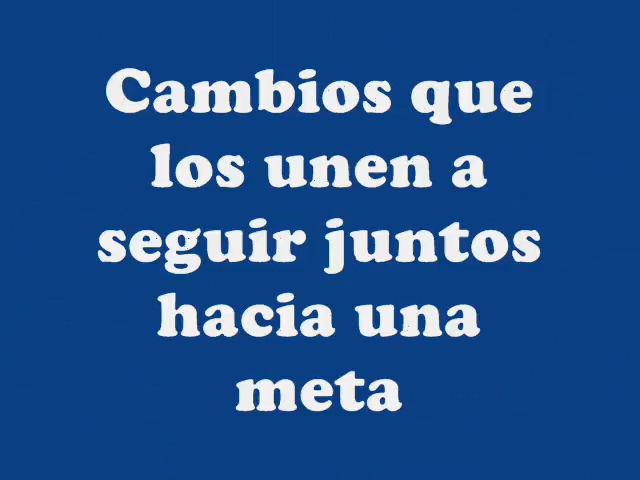 Cambios que
los unen a
seguir juntos
hacia una
meta